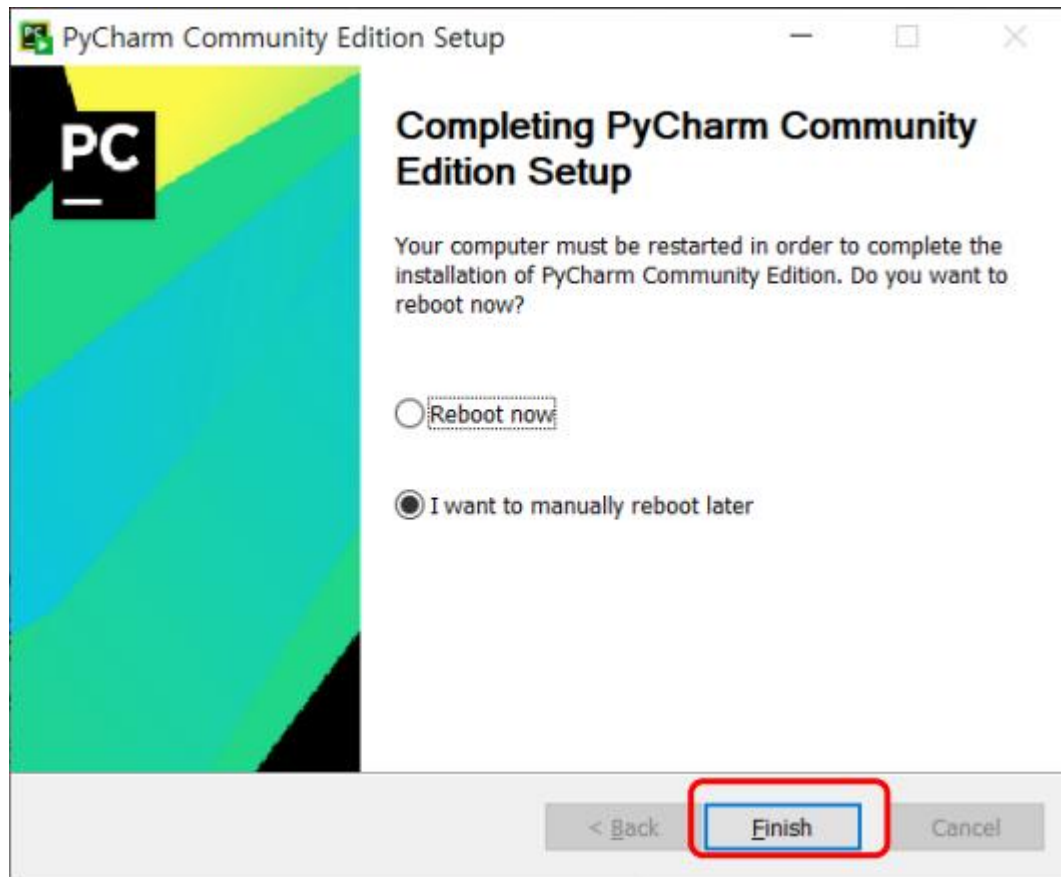 PyCharm Community Edition Setup
PC
Completing PyCharm Community
Edition Setup
Your computer must be restarted in order to complete the
installation of PyCharm Community Edition. Do you want to
reboot now?
Reboot now
I want to manually reboot later
< Back
Finish
Cancel